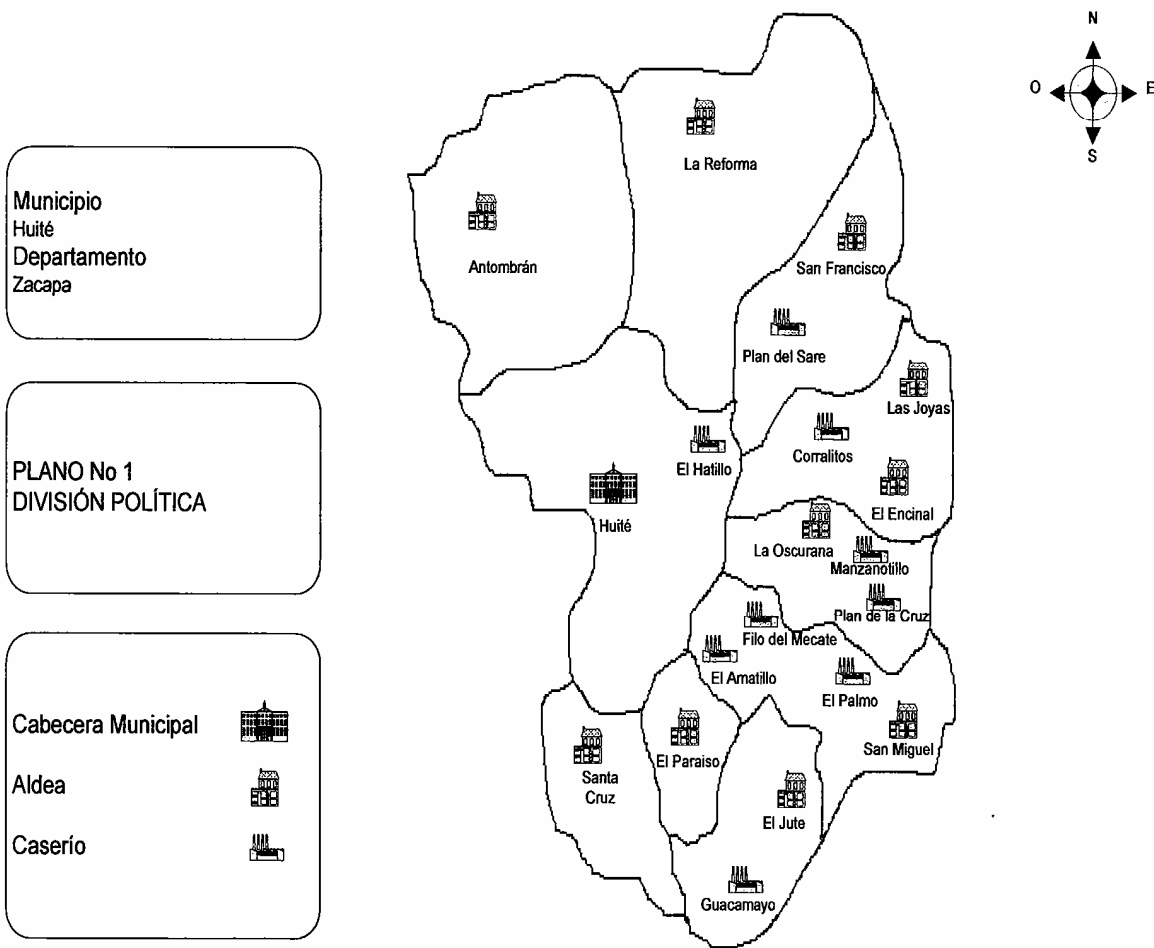 Municipio
Huité
Departamento
Zacapa
PLANO No 1
DIVISIÓN POLÍTICA
Cabecera Municipal
Aldea
Caserío
N
O
E
S
La Reforma
Antombrán
San Francisco
Plan del Sare
Las Joyas
Corralitos
El Hatillo
El Encinal
Huité
La Oscurana
Manzanotillo
Plan de la Cruz
Filo del Mecate
El Amatillo
El Palmo
San Miguel
El Paraiso
Santa
Cruz
El Jute
Guacamayo